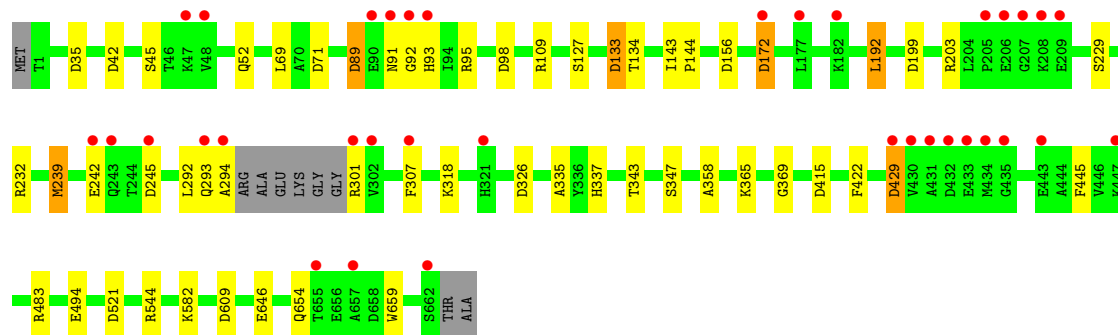 MET T1 D35 D42 S45 T46 K47 V48 Q52 L69 A70 D71 D89 E90 N91 G92 H93 I94 R95 D98 R109 S127 D133 T134 I143 P144 D156 D172 L177 K182 L192 D199 R203 L204 P205 E206 G207 K208 E209 S229
R232 M239 E242 Q243 T244 D245 L292 Q293 A294 ARG ALA GLU LYS GLY GLY R301 V302 F307 K318 H321 D326 A335 Y336 H337 T343 S347 A358 K365 G369 D415 F422 D429 V430 A431 D432 E433 M434 G435 E443 A444 F445 V446 K447
R483 E494 D521 R544 K582 D609 E646 Q654 T655 E656 A657 D658 W659 S662 THR ALA